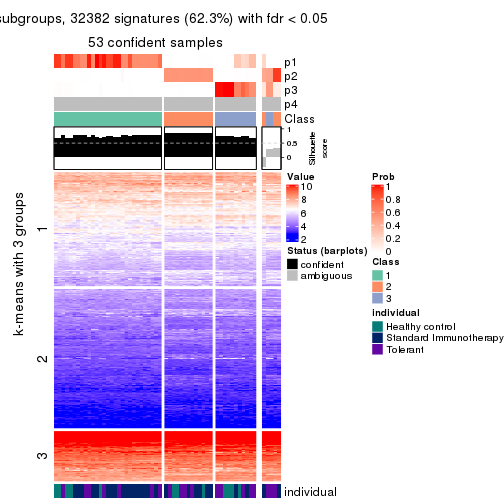 subgroups, 32382 signatures (62.3%) with fdr < 0.05
53 confident samples
p1
p2
p3
p4
Class
1
0.5
0
Silhouette
score
k-means with 3 groups
1
2
3
individual
Value
10
8
6
4
2
Status (barplots)
confident
ambiguous
Prob
1
0.8
0.6
0.4
0.2
0
Class
1
2
3
individual
Healthy control
Standard Immunotherapy
Tolerant